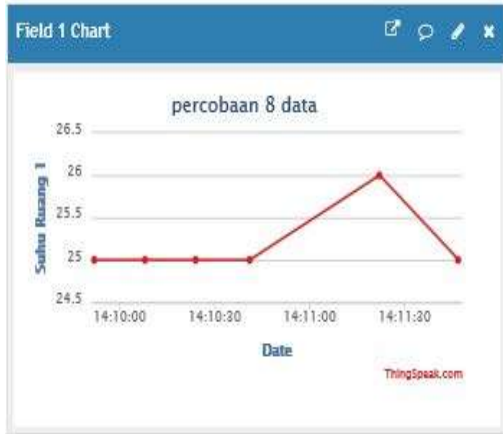 Field 1 Chart
percobaan 8 data
26.5
26
25.5
25
24.5
Suhu Ruang 1
14:10:00 14:10:30 14:11:00 14:11:30
Date
ThingSpeak.com